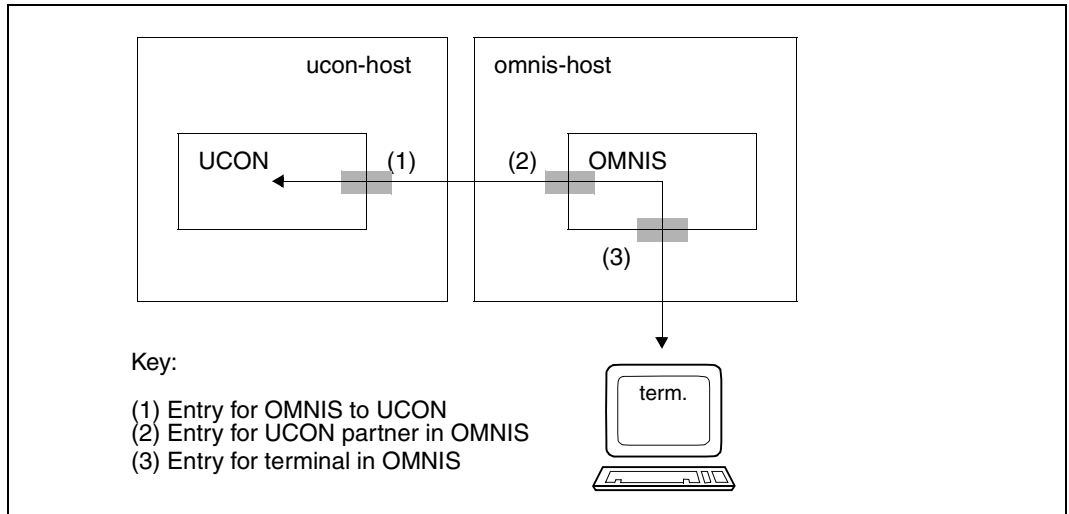 ucon-host
omnis-host
UCON
(1)
(2)
OMNIS
(3)
Key:
term.
(1) Entry for OMNIS to UCON
(2) Entry for UCON partner in OMNIS
(3) Entry for terminal in OMNIS